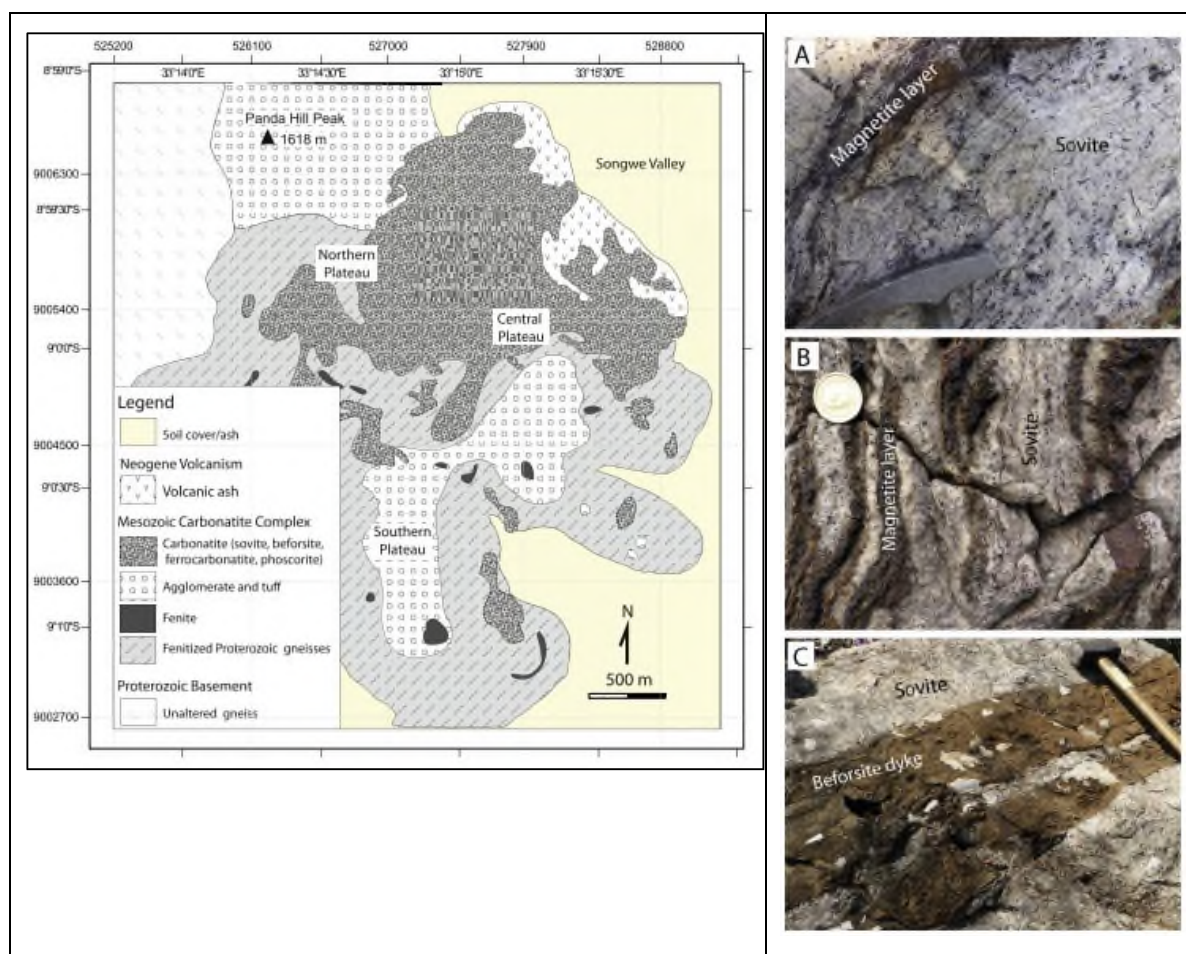 525200 526100 527000 527900 528800
8°59'0"S 33°14'0"E 33°14'30"E 33°15'0"E 33°15'30"E
Panda Hill Peak
1618 m
Songwe Valley
9006300
8°59'30"S
Northern
Plateau
9005400
Central
Plateau
9°0'0"S
9004500
9°0'30"S
Southern
Plateau
9003600
9°1'0"S
9002700
N
500 m
Legend
Soil cover/ash
Neogene Volcanism
Volcanic ash
Mesozoic Carbonatite Complex
Carbonatite (sovite, beforsite,
ferrocarbonatite, phoscorite)
Agglomerate and tuff
Fenite
Fenitized Proterozoic gneisses
Proterozoic Basement
Unaltered gneiss
A
Magnetite layer
Sovite
B
Magnetite layer
Sovite
C
Sovite
Beforsite dyke